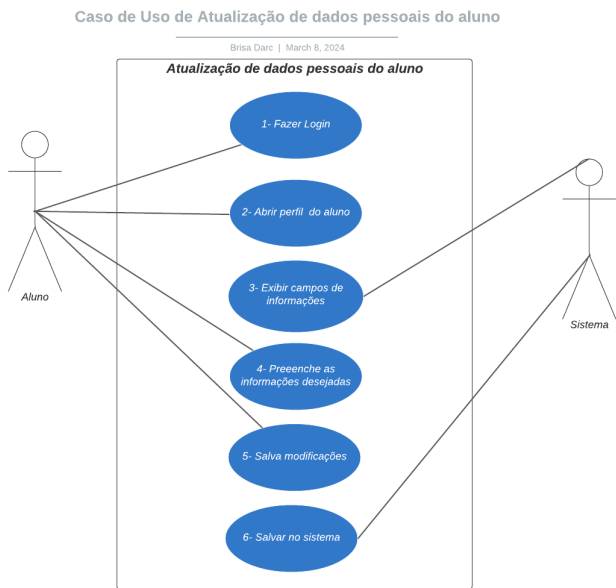 Caso de Uso de Atualização de dados pessoais do aluno
Brisa Darc | March 8, 2024
Atualização de dados pessoais do aluno
1- Fazer Login
2- Abrir perfil do aluno
3- Exibir campos de
informações
4- Preeenche as
informações desejadas
5- Salva modificações
6- Salvar no sistema
Aluno
Sistema